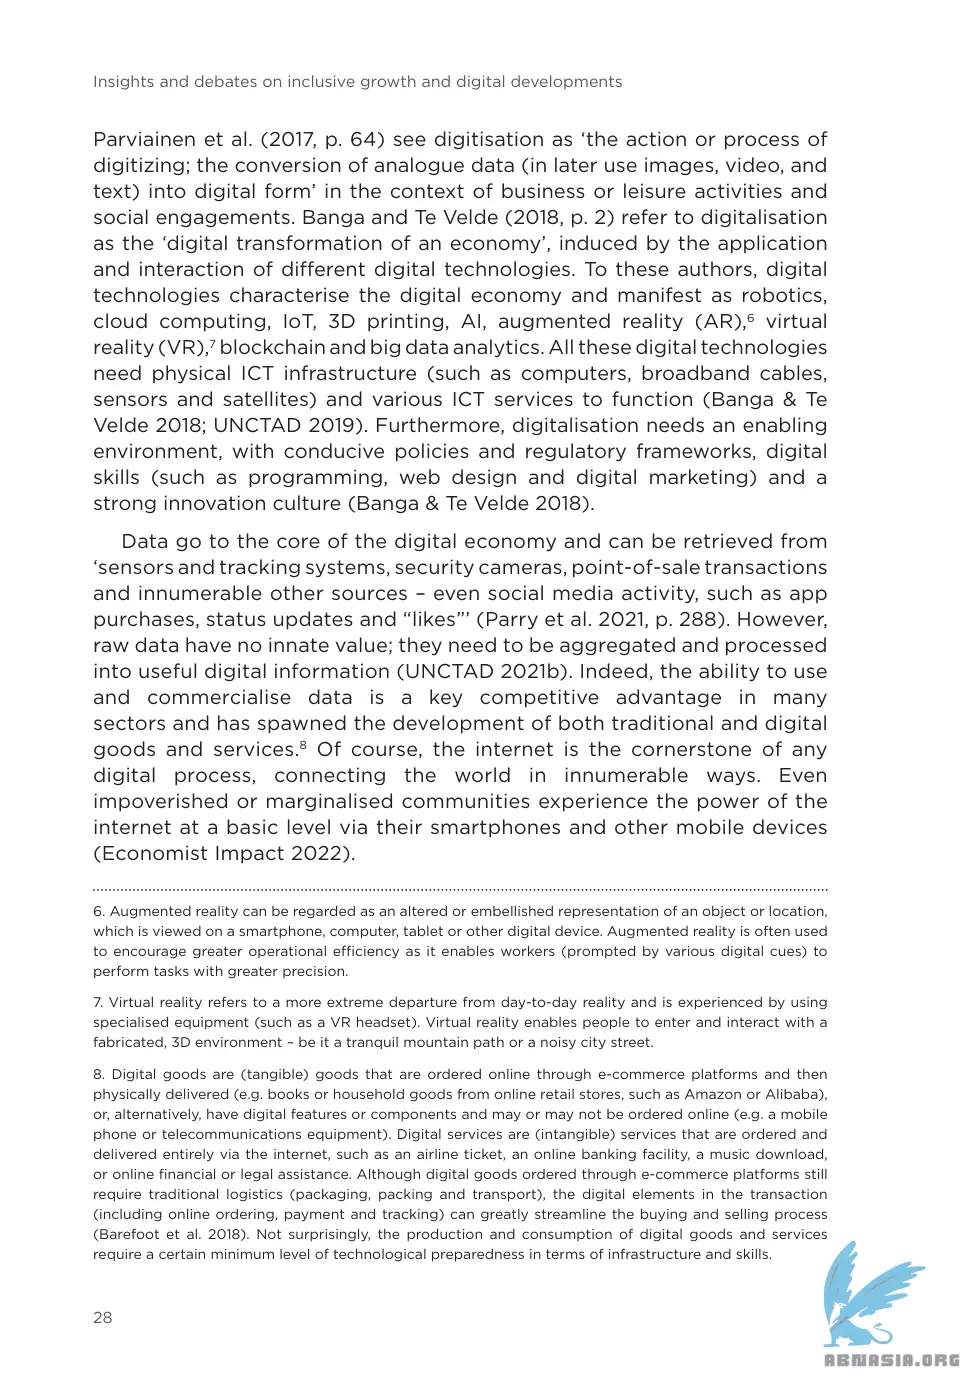 Insights and debates on inclusive growth and digital developments
Parviainen et al. (2017, p. 64) see digitisation as ‘the action or process of
digitizing; the conversion of analogue data (in later use images, video, and
text) into digital form’ in the context of business or leisure activities and
social engagements. Banga and Te Velde (2018, p. 2) refer to digitalisation
as the ‘digital transformation of an economy’, induced by the application
and interaction of different digital technologies. To these authors, digital
technologies characterise the digital economy and manifest as robotics,
cloud computing, IoT, 3D printing, AI, augmented reality (AR),⁶ virtual
reality (VR),⁷ blockchain and big data analytics. All these digital technologies
need physical ICT infrastructure (such as computers, broadband cables,
sensors and satellites) and various ICT services to function (Banga & Te
Velde 2018; UNCTAD 2019). Furthermore, digitalisation needs an enabling
environment, with conducive policies and regulatory frameworks, digital
skills (such as programming, web design and digital marketing) and a
strong innovation culture (Banga & Te Velde 2018).
Data go to the core of the digital economy and can be retrieved from
‘sensors and tracking systems, security cameras, point-of-sale transactions
and innumerable other sources – even social media activity, such as app
purchases, status updates and “likes”’ (Parry et al. 2021, p. 288). However,
raw data have no innate value; they need to be aggregated and processed
into useful digital information (UNCTAD 2021b). Indeed, the ability to use
and commercialise data is a key competitive advantage in many
sectors and has spawned the development of both traditional and digital
goods and services.⁸ Of course, the internet is the cornerstone of any
digital process, connecting the world in innumerable ways. Even
impoverished or marginalised communities experience the power of the
internet at a basic level via their smartphones and other mobile devices
(Economist Impact 2022).
6. Augmented reality can be regarded as an altered or embellished representation of an object or location,
which is viewed on a smartphone, computer, tablet or other digital device. Augmented reality is often used
to encourage greater operational efficiency as it enables workers (prompted by various digital cues) to
perform tasks with greater precision.
7. Virtual reality refers to a more extreme departure from day-to-day reality and is experienced by using
specialised equipment (such as a VR headset). Virtual reality enables people to enter and interact with a
fabricated, 3D environment – be it a tranquil mountain path or a noisy city street.
8. Digital goods are (tangible) goods that are ordered online through e-commerce platforms and then
physically delivered (e.g. books or household goods from online retail stores, such as Amazon or Alibaba),
or, alternatively, have digital features or components and may or may not be ordered online (e.g. a mobile
phone or telecommunications equipment). Digital services are (intangible) services that are ordered and
delivered entirely via the internet, such as an airline ticket, an online banking facility, a music download,
or online financial or legal assistance. Although digital goods ordered through e-commerce platforms still
require traditional logistics (packaging, packing and transport), the digital elements in the transaction
(including online ordering, payment and tracking) can greatly streamline the buying and selling process
(Barefoot et al. 2018). Not surprisingly, the production and consumption of digital goods and services
require a certain minimum level of technological preparedness in terms of infrastructure and skills.
28
ABNASIA.ORG